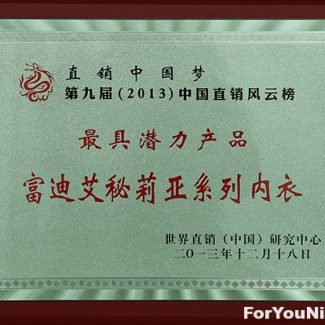 直销中国梦
第九届(2013)中国直销风云榜
最具潜力产品
富迪艾秘莉亚系列内衣
世界直销（中国）研究中心
二〇一三年十二月十八日
ForYouNi